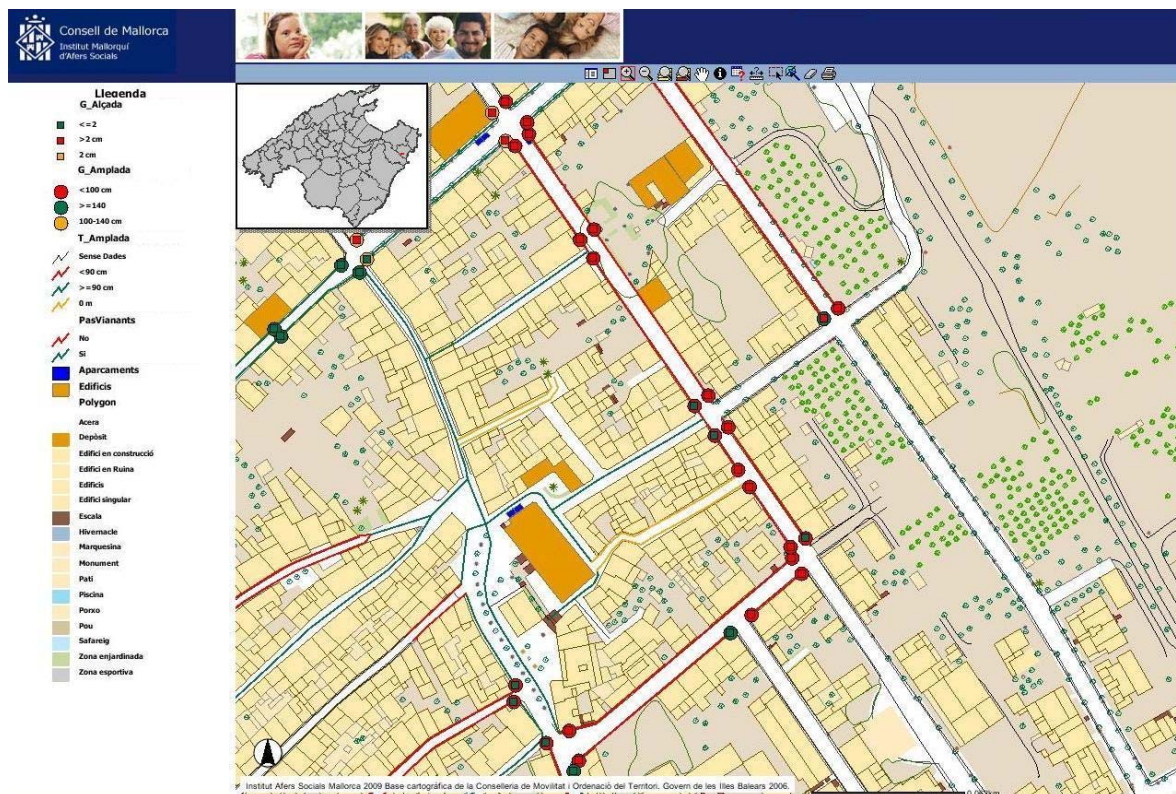 Consell de Mallorca
Institut Mallorquí
d'Afers Socials
Llegenda
G_Alçada
<=2
>2 cm
2 cm
G_Amplada
<100 cm
>=140
100-140 cm
T_Amplada
Sense Dades
<90 cm
>=90 cm
0 m
PasVianants
No
Si
Aparcaments
Edificis
Polygon
Acera
Depòsit
Edifici en construcció
Edifici en Ruina
Edificis
Edifici singular
Escala
Hivernacle
Marquesina
Monument
Pati
Piscina
Porxo
Pou
Safareig
Zona enjardinada
Zona esportiva
Institut Afers Socials Mallorca 2009 Base cartogràfica de la Conselleria de Movilitat i Ordenació del Territori. Govern de les Illes Balears 2006.